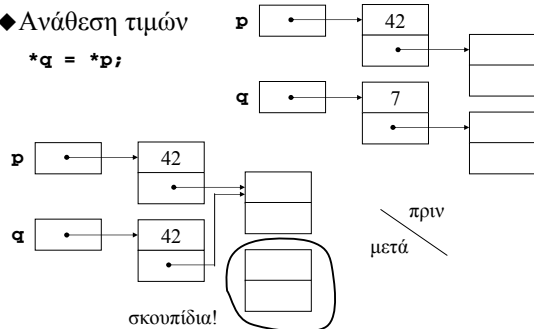 ◆Ανάθεση τιμών
*q = *p;
p
42
q
7
p
42
q
42
πριν
μετά
σκουπίδια!